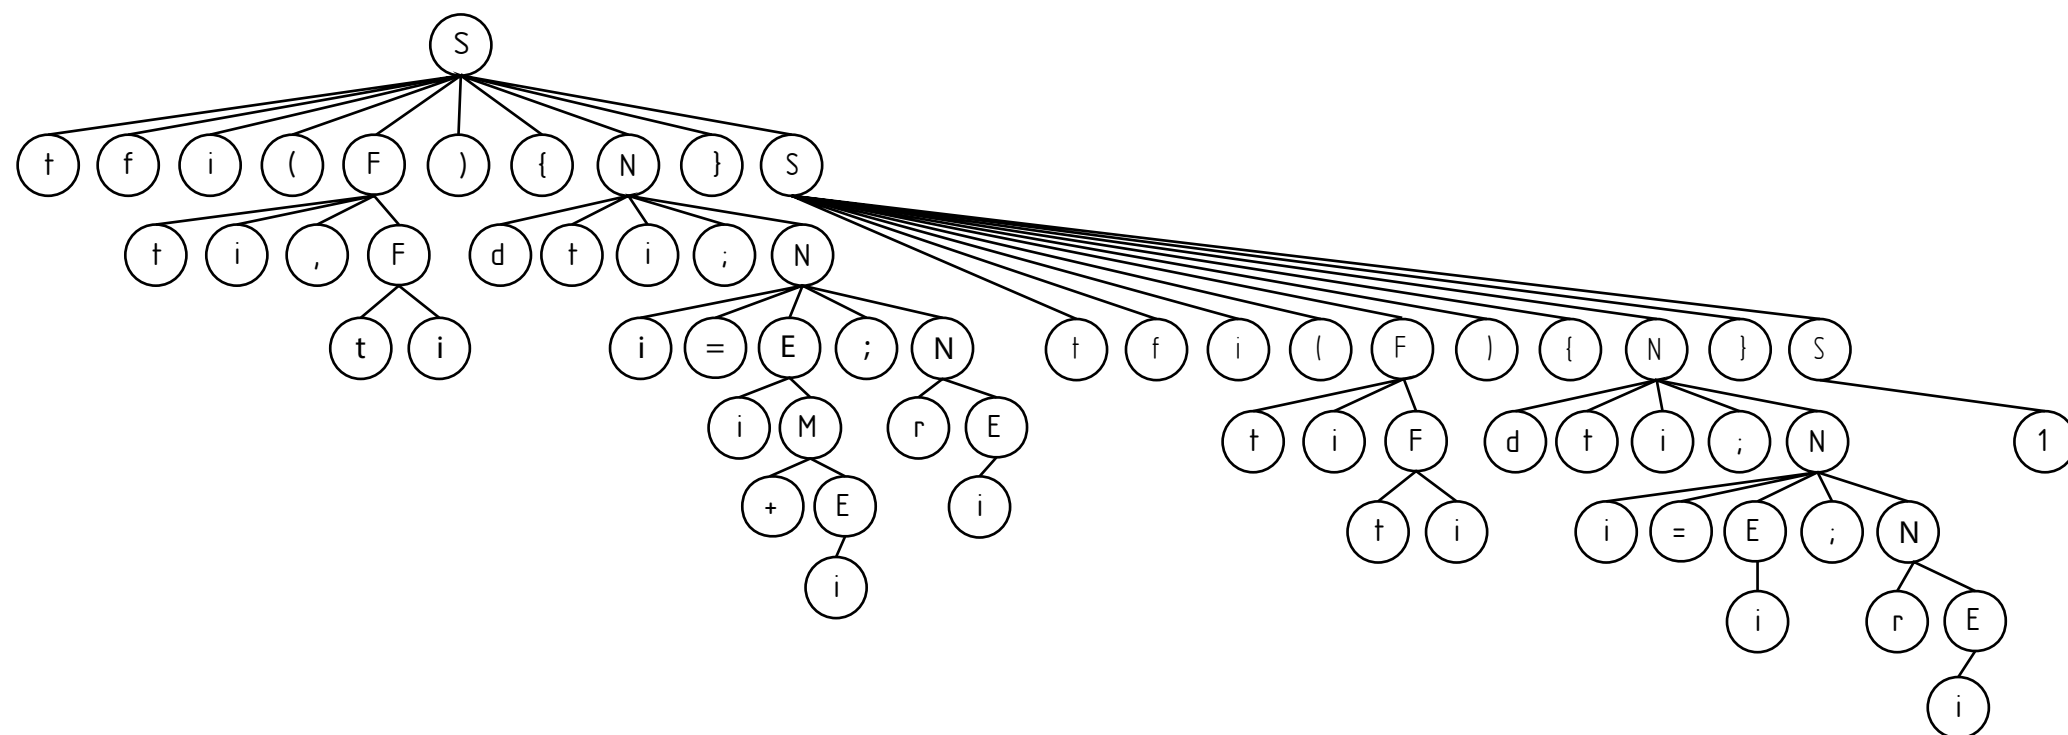 S
t f i ( F ) { N } S
t i , F d t i ; N
t i i = E ; N t f i ( F ) { N } S
i M r E t i F d t i ; N 1
+ E i t i i = E ; N
i i r E
i